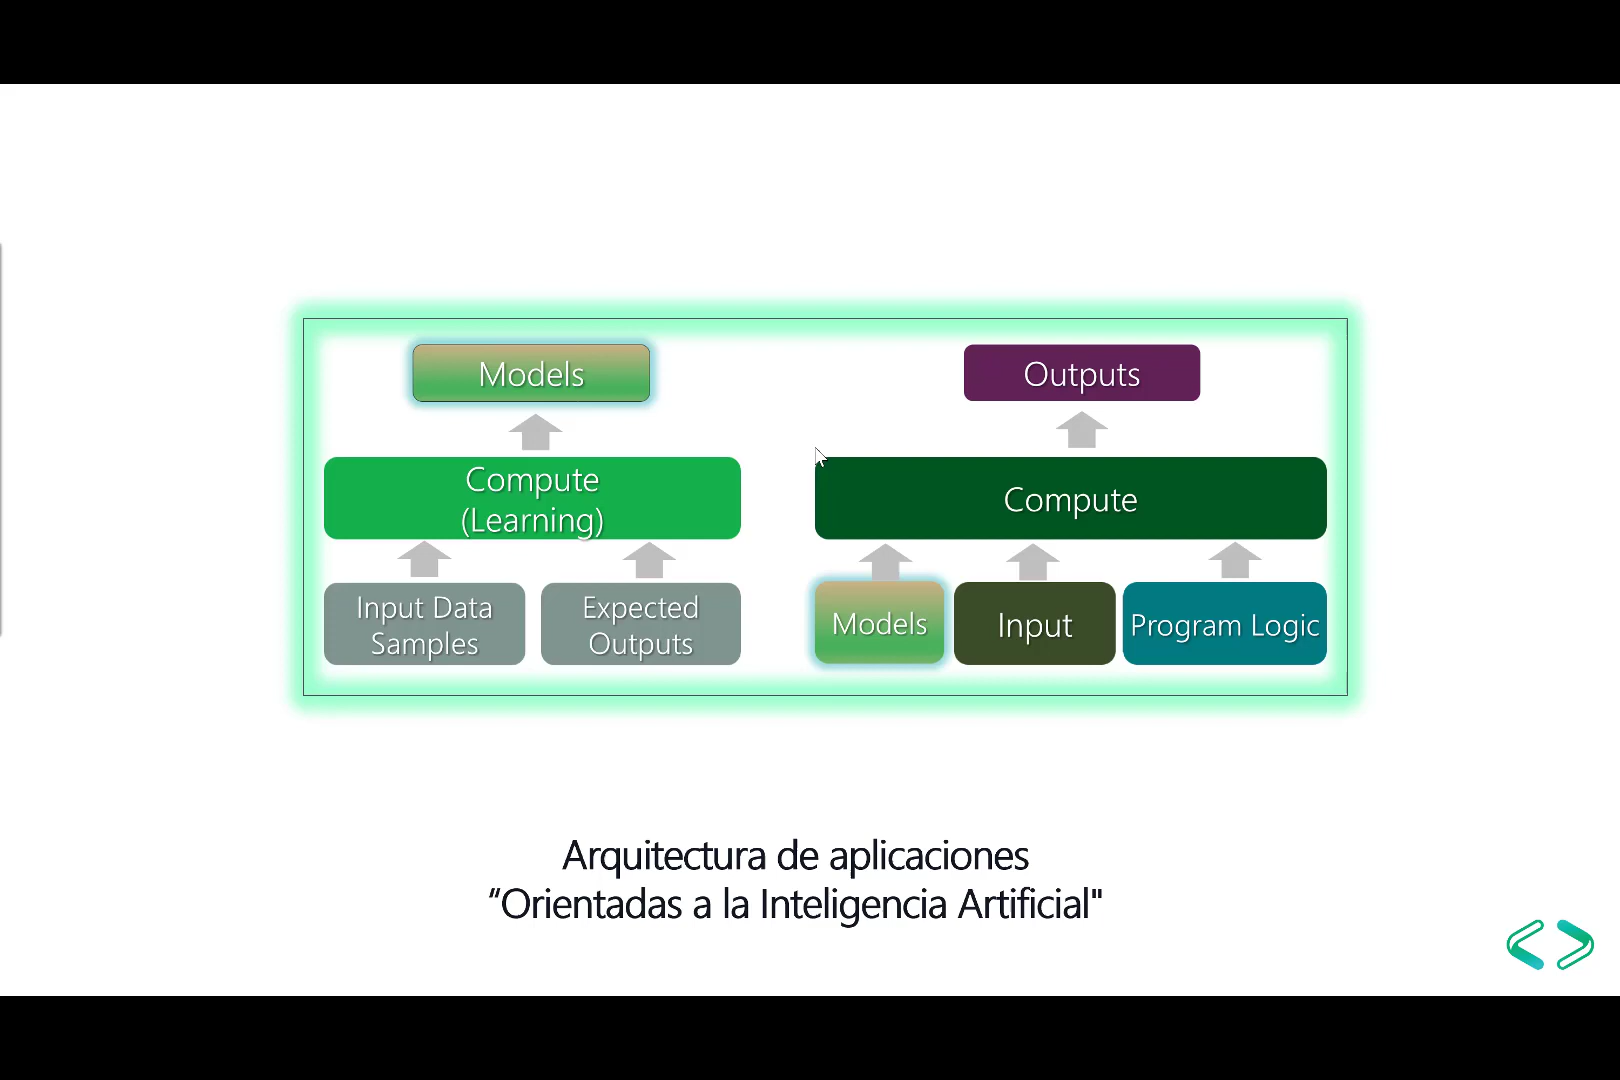 Models
Outputs
Compute
(Learning)
Compute
Input Data
Samples
Expected
Outputs
Models
Input
Program Logic
Arquitectura de aplicaciones
“Orientadas a la Inteligencia Artificial"